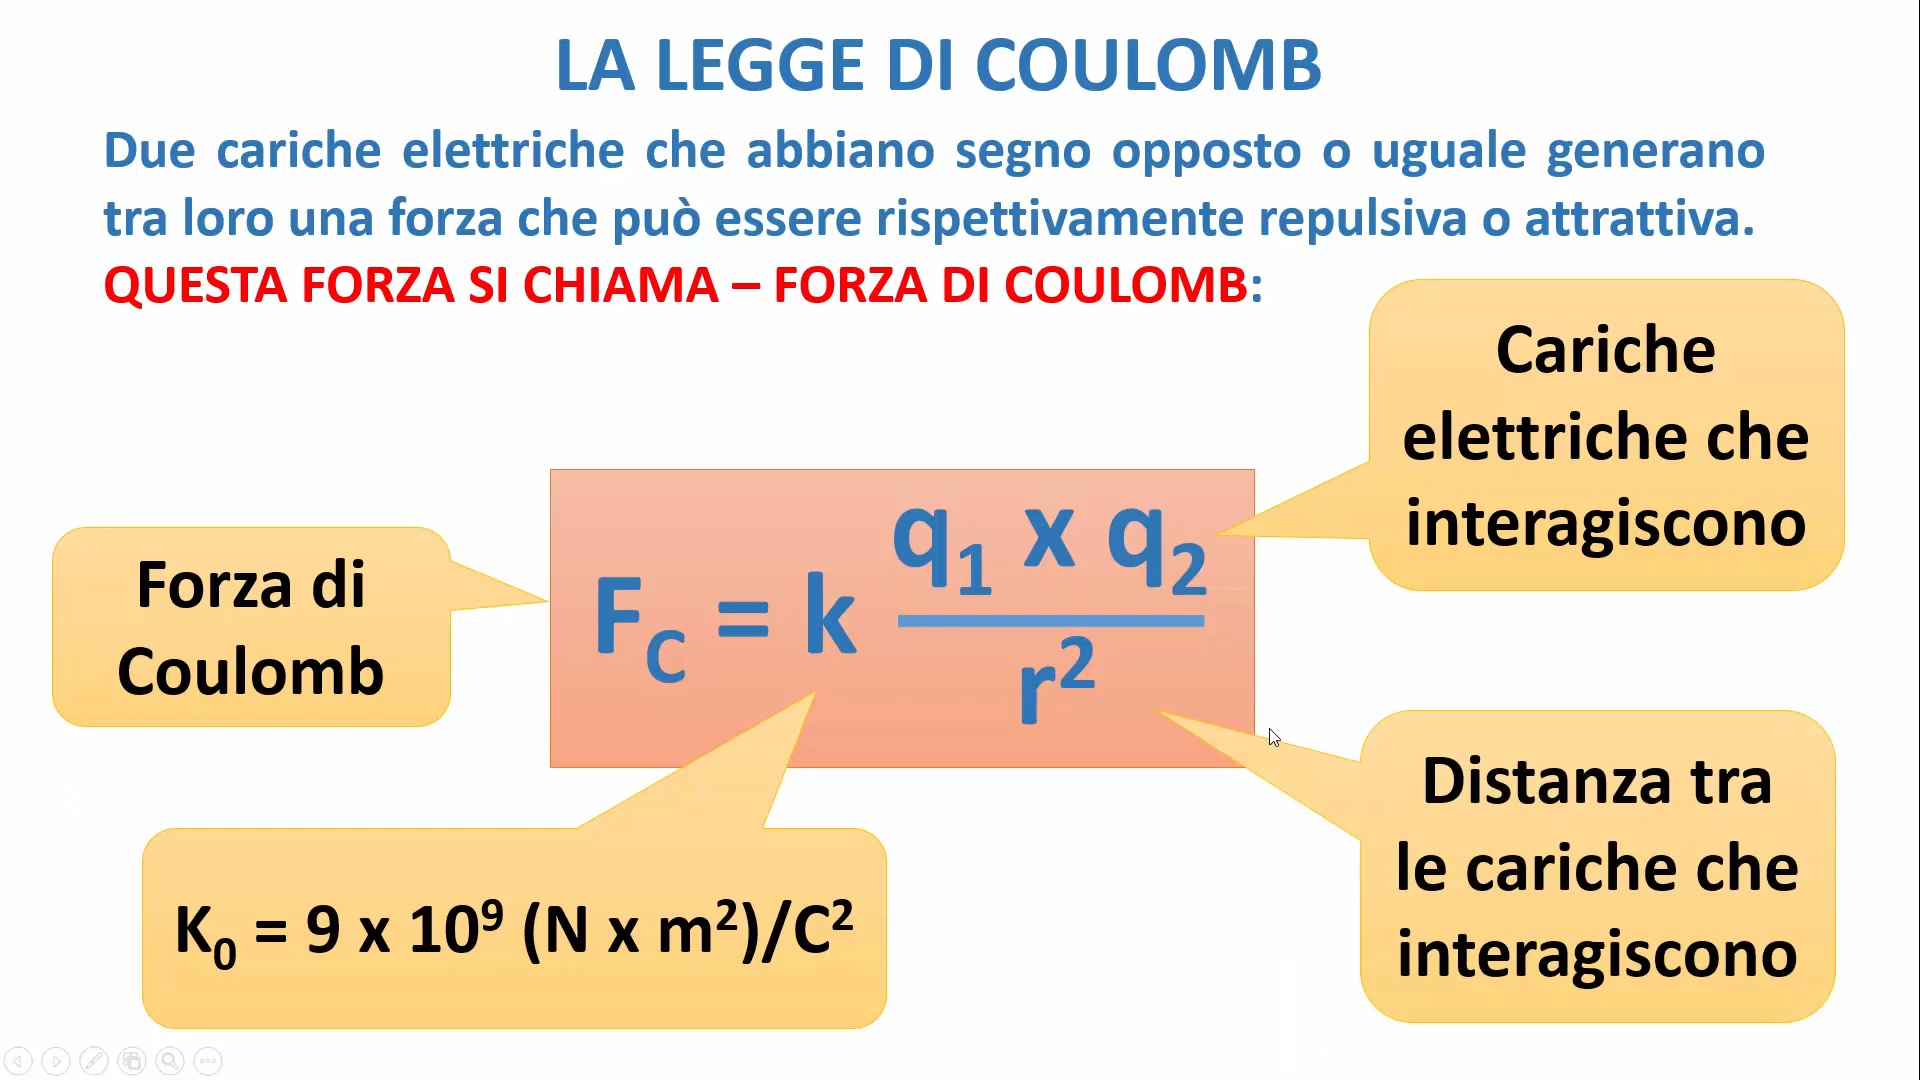 LA LEGGE DI COULOMB
Due cariche elettriche che abbiano segno opposto o uguale generano
tra loro una forza che può essere rispettivamente repulsiva o attrattiva.
QUESTA FORZA SI CHIAMA – FORZA DI COULOMB:
Cariche
elettriche che
interagiscono
Forza di
Coulomb
F_C = k (q₁ x q₂)/r²
K₀ = 9 x 10⁹ (N x m²)/C²
Distanza tra
le cariche che
interagiscono